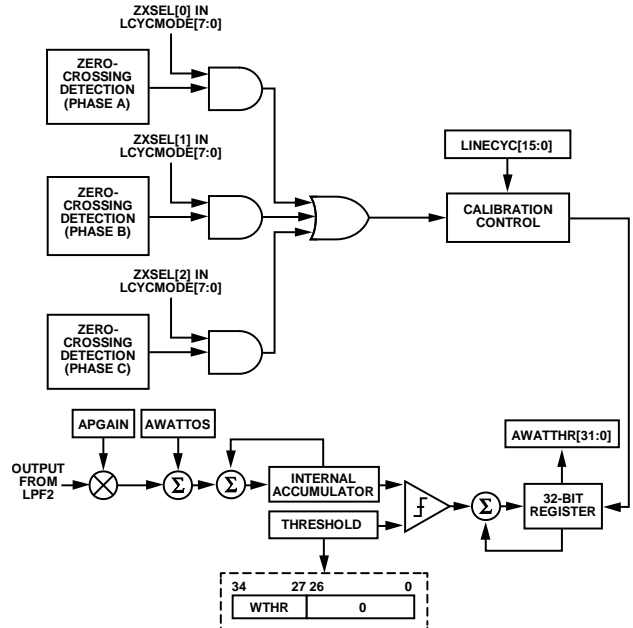 ZXSEL[0] IN
LCYCMODE[7:0]
ZERO-
CROSSING
DETECTION
(PHASE A)
ZXSEL[1] IN
LCYCMODE[7:0]
ZERO-
CROSSING
DETECTION
(PHASE B)
LINECYC[15:0]
CALIBRATION
CONTROL
ZXSEL[2] IN
LCYCMODE[7:0]
ZERO-
CROSSING
DETECTION
(PHASE C)
APGAIN
AWATTOS
AWATTHR[31:0]
OUTPUT
FROM
LPF2
Σ
Σ
INTERNAL
ACCUMULATOR
Σ
32-BIT
REGISTER
THRESHOLD
34 27 26 0
WTHR 0